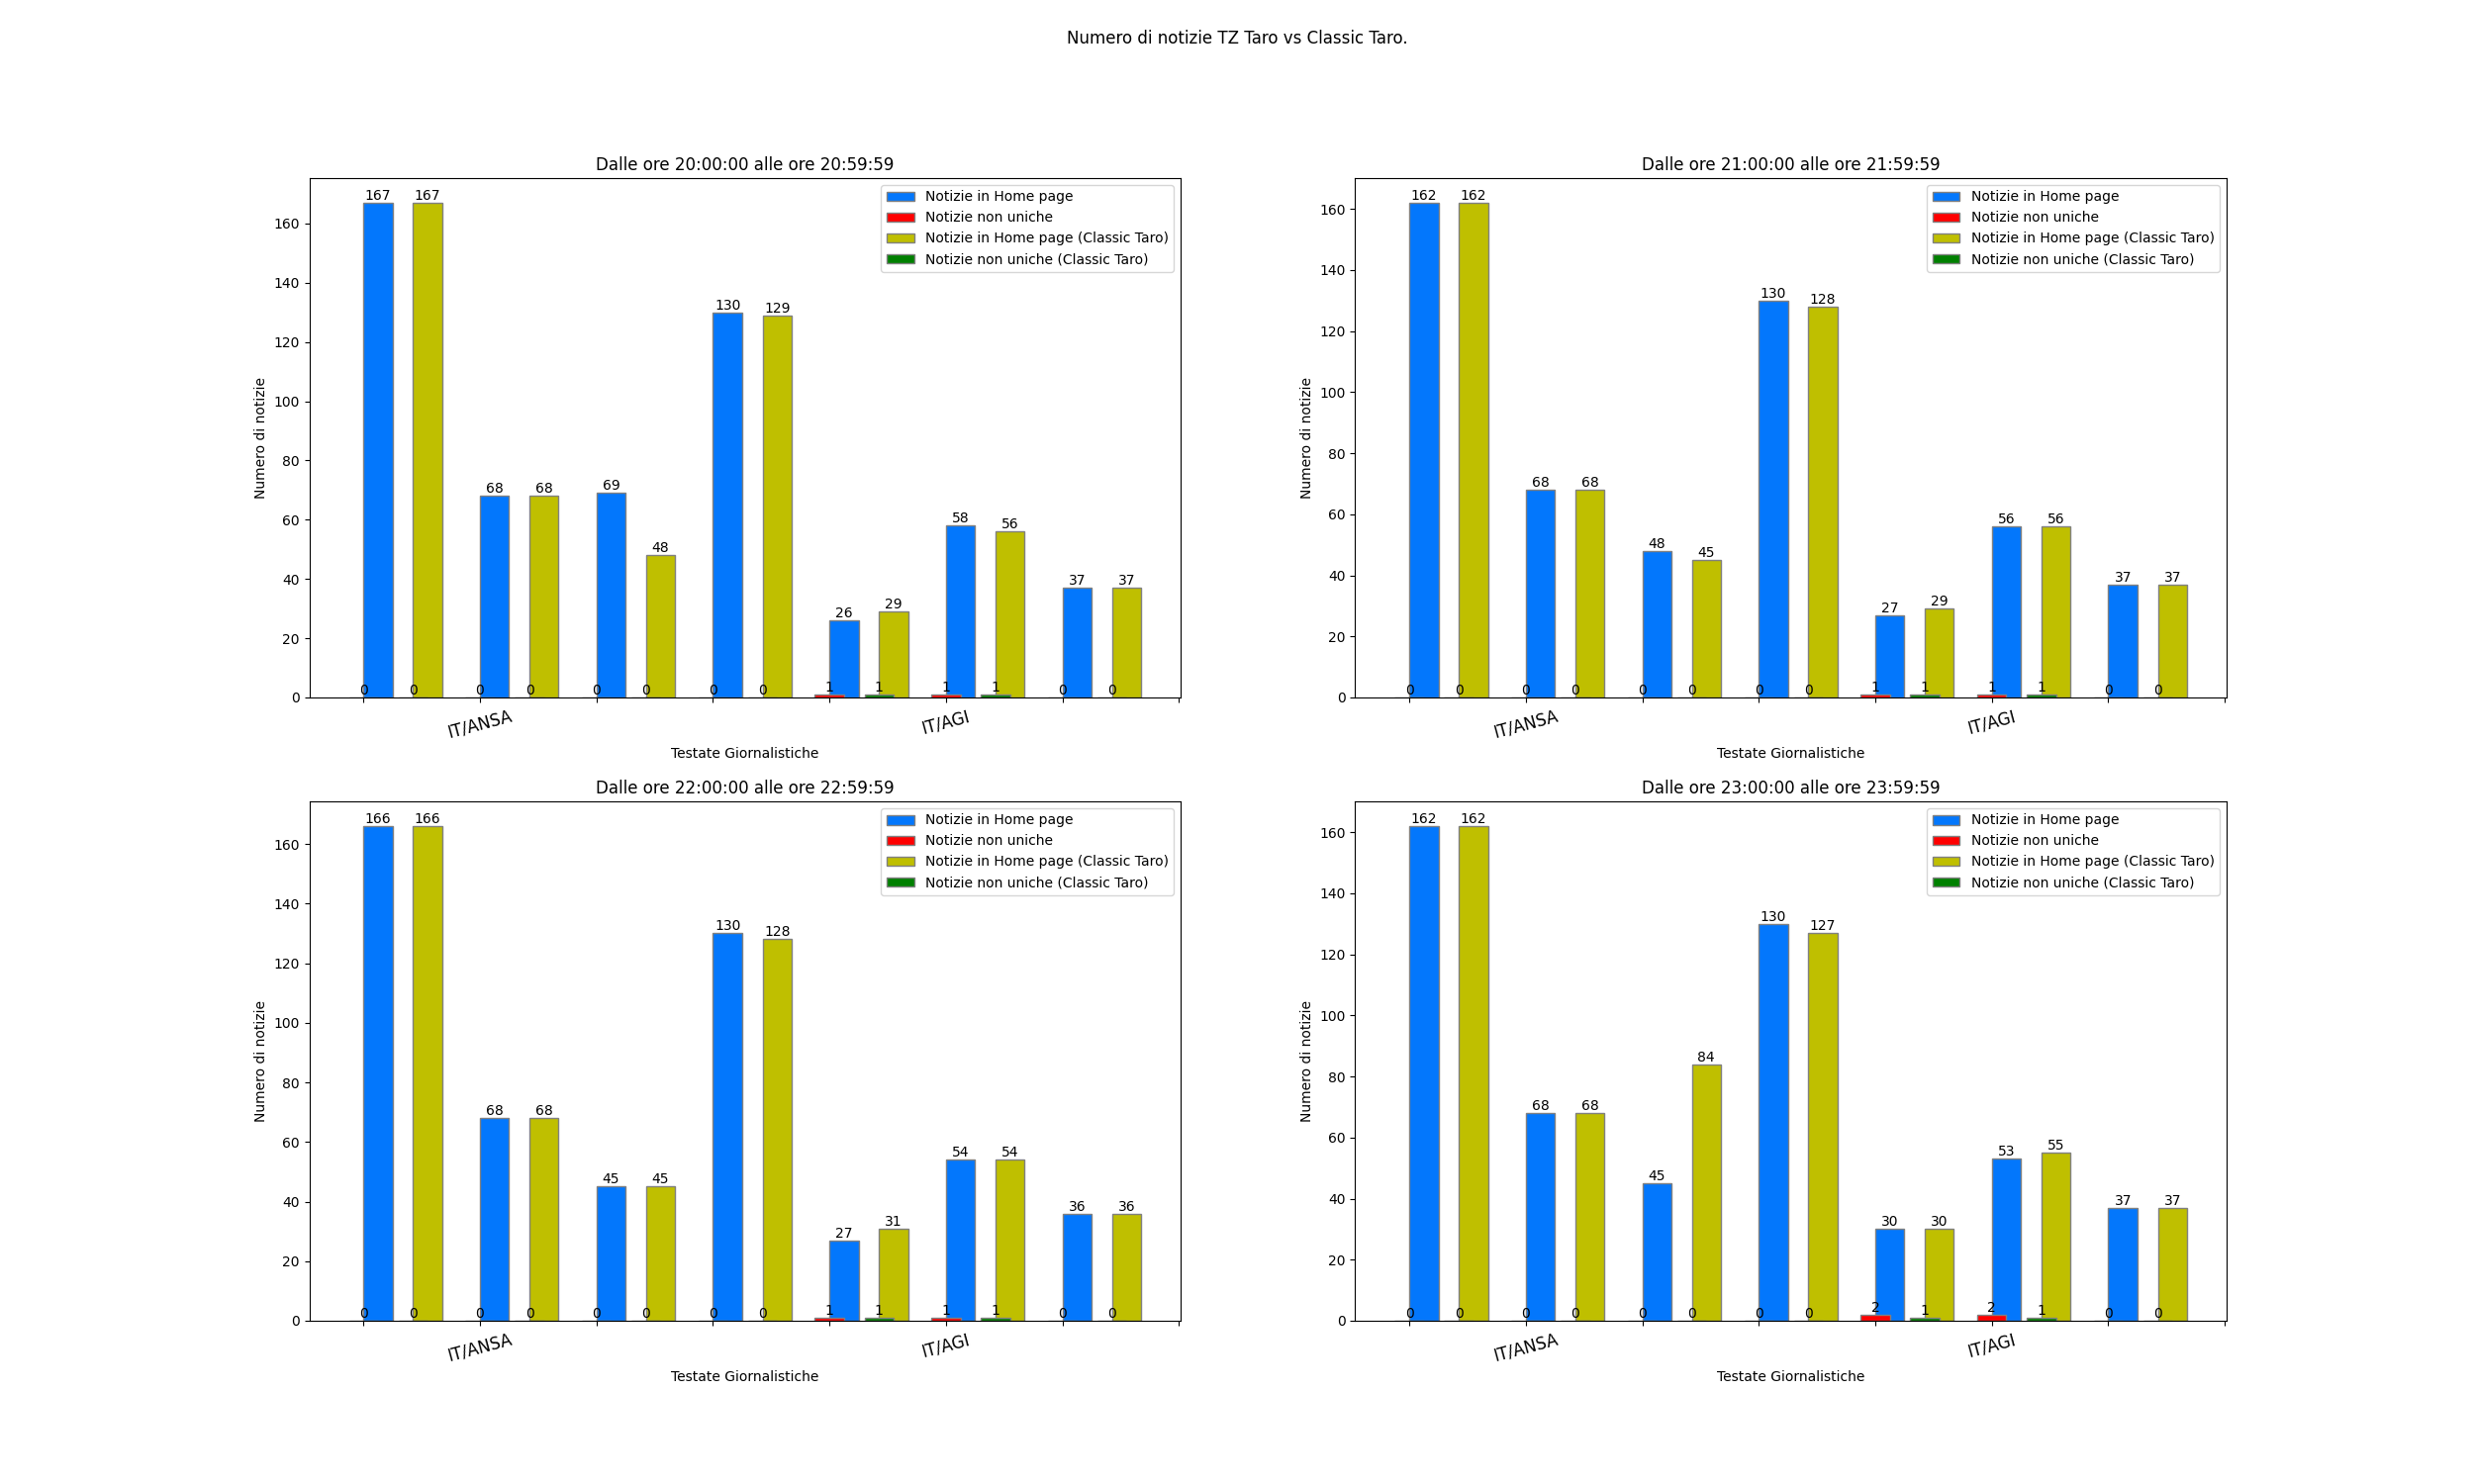 Numero di notizie TZ Taro vs Classic Taro.
Dalle ore 20:00:00 alle ore 20:59:59
Notizie in Home page
Notizie non uniche
Notizie in Home page (Classic Taro)
Notizie non uniche (Classic Taro)
Numero di notizie
160
140
120
100
80
60
40
20
0
167 167
68 68
69 48
130 129
26 29
58 56
37 37
0 0 0 0 0 0 0 0 1 1 1 1 0 0
IT/ANSA IT/AGI
Testate Giornalistiche
Dalle ore 21:00:00 alle ore 21:59:59
Notizie in Home page
Notizie non uniche
Notizie in Home page (Classic Taro)
Notizie non uniche (Classic Taro)
Numero di notizie
160
140
120
100
80
60
40
20
0
162 162
68 68
48 45
130 128
27 29
56 56
37 37
0 0 0 0 0 0 0 0 1 1 1 1 0 0
IT/ANSA IT/AGI
Testate Giornalistiche
Dalle ore 22:00:00 alle ore 22:59:59
Notizie in Home page
Notizie non uniche
Notizie in Home page (Classic Taro)
Notizie non uniche (Classic Taro)
Numero di notizie
160
140
120
100
80
60
40
20
0
166 166
68 68
45 45
130 128
27 31
54 54
36 36
0 0 0 0 0 0 0 0 1 1 1 1 0 0
IT/ANSA IT/AGI
Testate Giornalistiche
Dalle ore 23:00:00 alle ore 23:59:59
Notizie in Home page
Notizie non uniche
Notizie in Home page (Classic Taro)
Notizie non uniche (Classic Taro)
Numero di notizie
160
140
120
100
80
60
40
20
0
162 162
68 68
45 84
130 127
30 30
53 55
37 37
0 0 0 0 0 0 0 0 2 1 2 1 0 0
IT/ANSA IT/AGI
Testate Giornalistiche